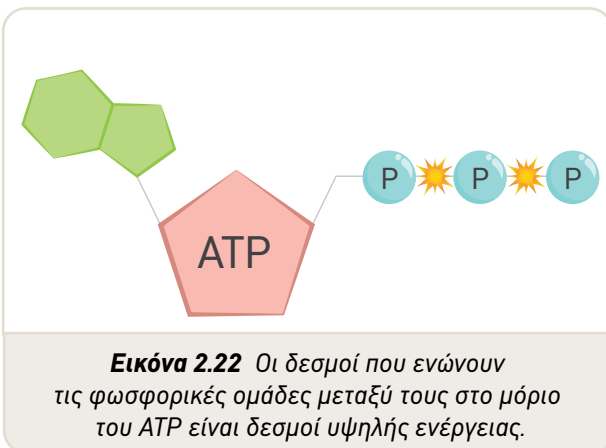 ATP
P P P
Εικόνα 2.22 Οι δεσμοί που ενώνουν
τις φωσφορικές ομάδες μεταξύ τους στο μόριο
του ATP είναι δεσμοί υψηλής ενέργειας.